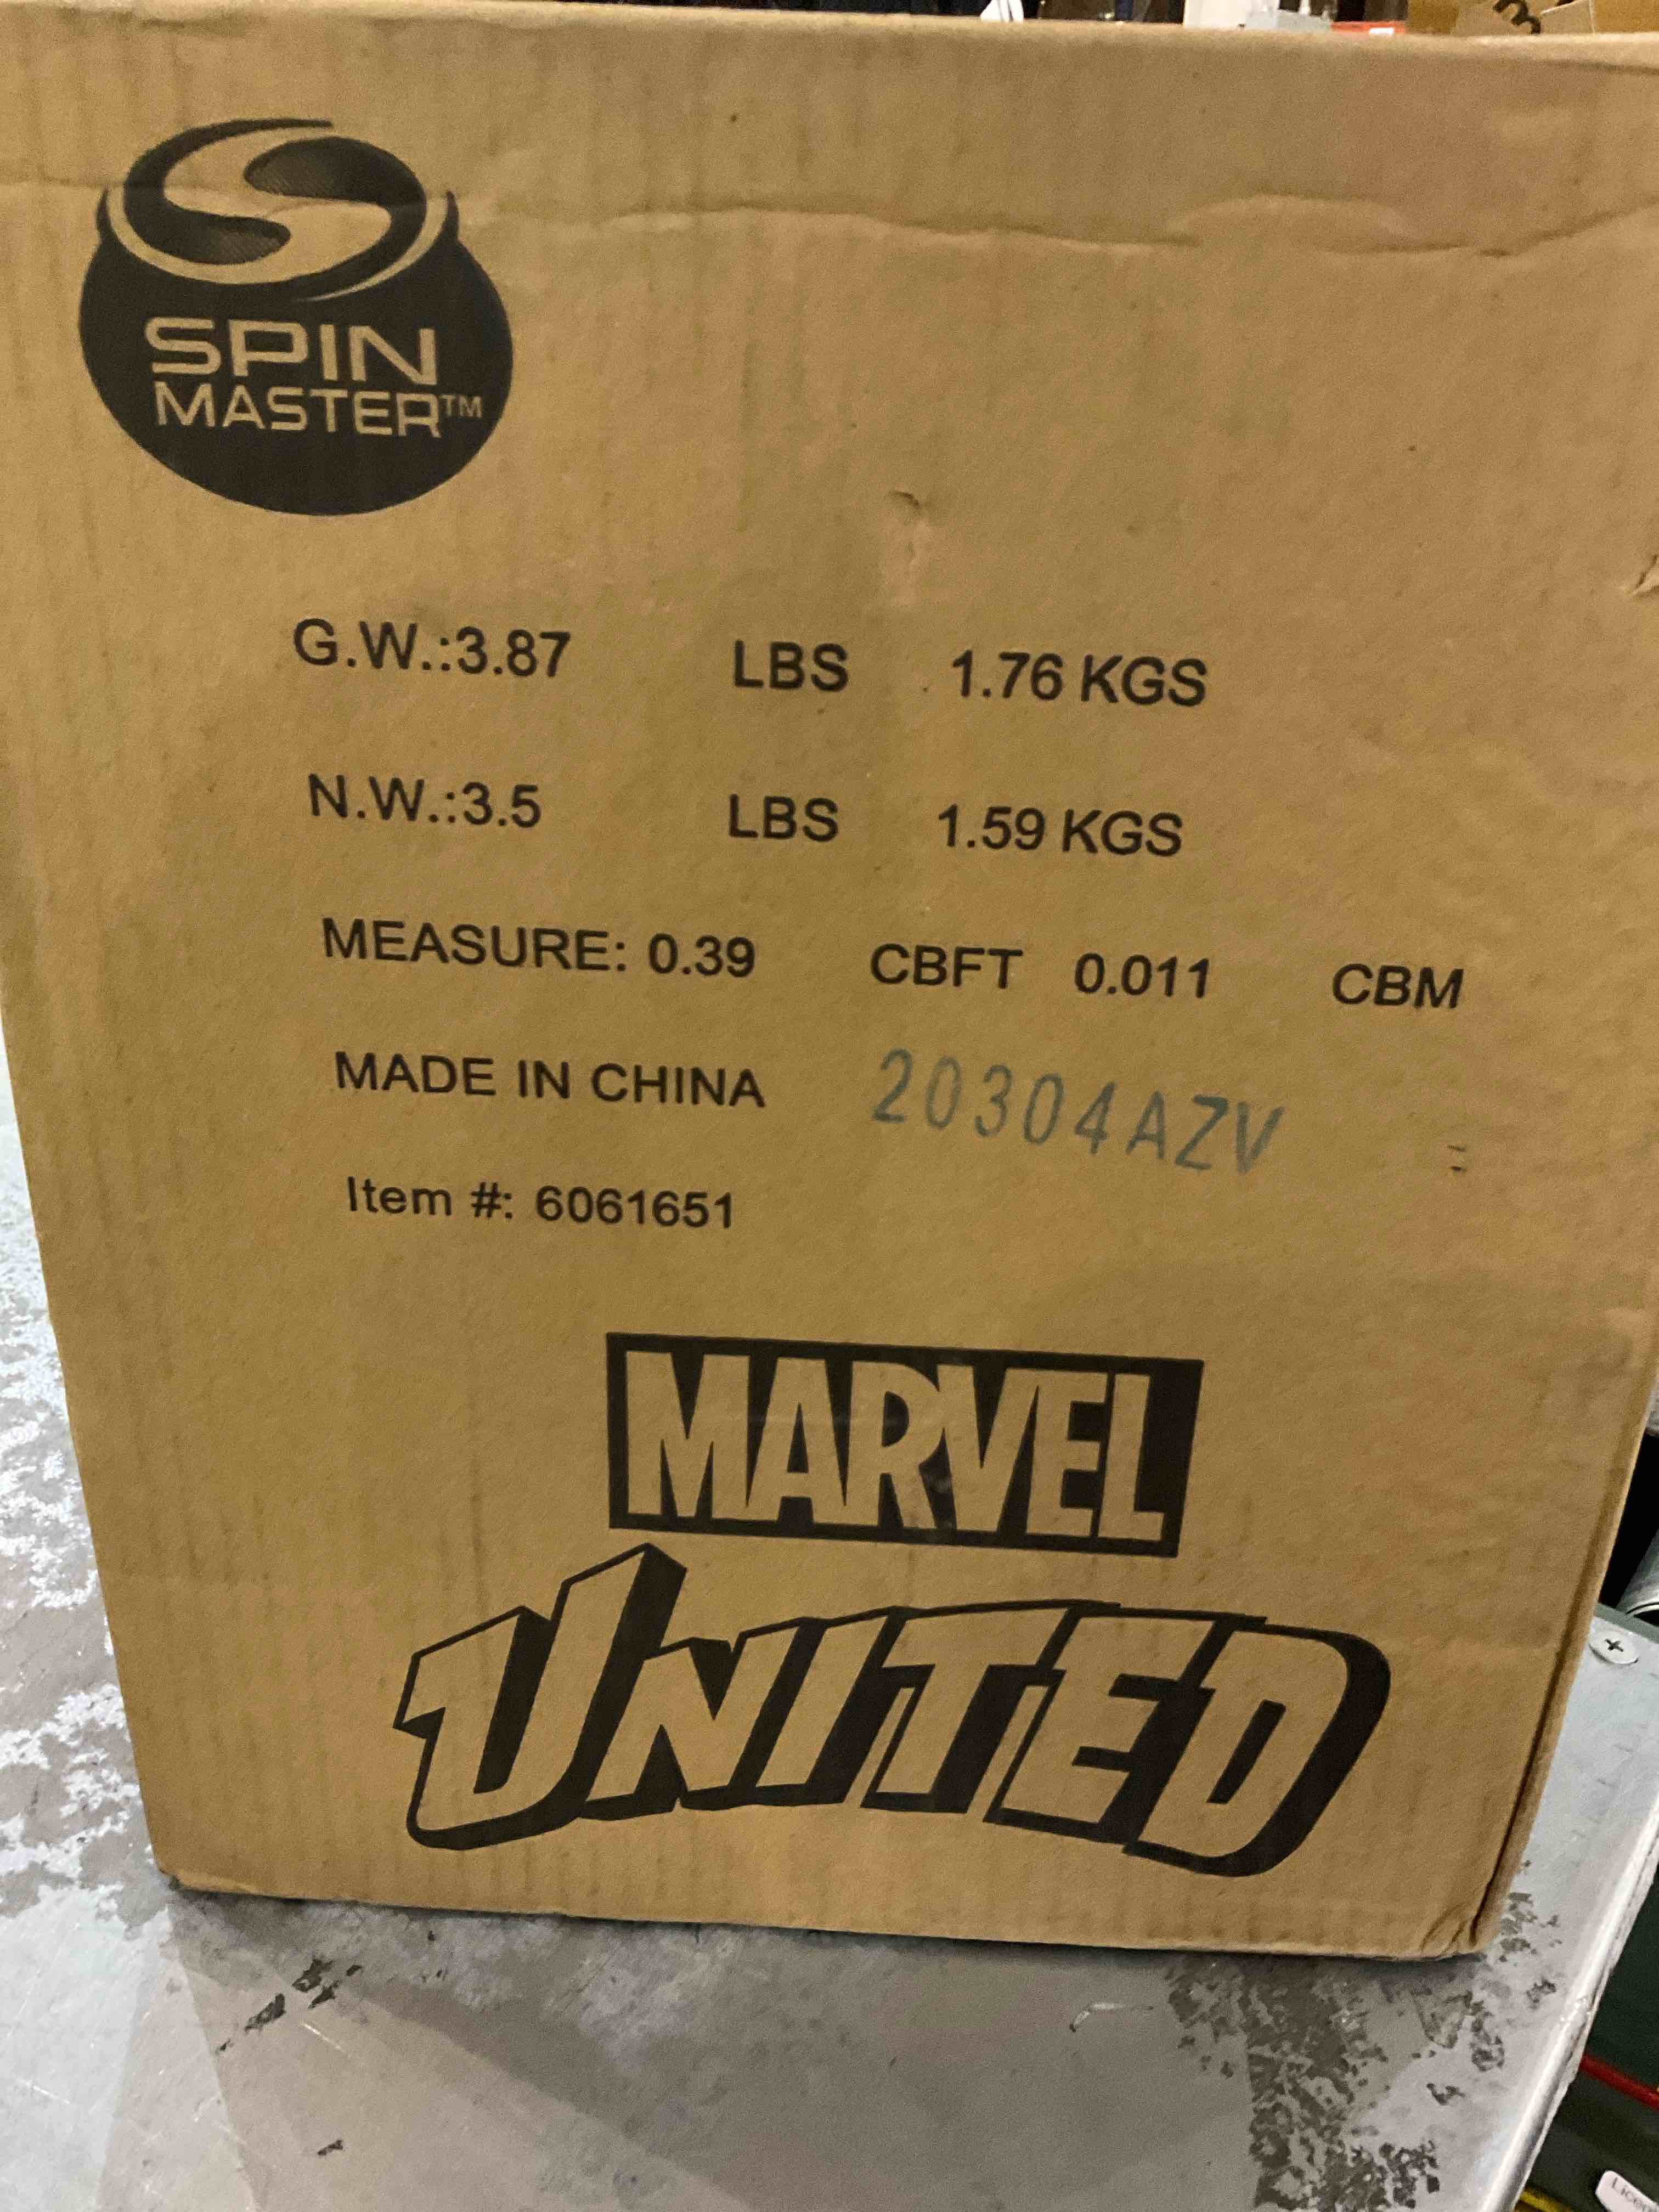 SPIN
MASTER™
G.W.:3.87 LBS 1.76 KGS
N.W.:3.5 LBS 1.59 KGS
MEASURE: 0.39 CBFT 0.011 CBM
MADE IN CHINA 20304AZV
Item #: 6061651
MARVEL
UNITED